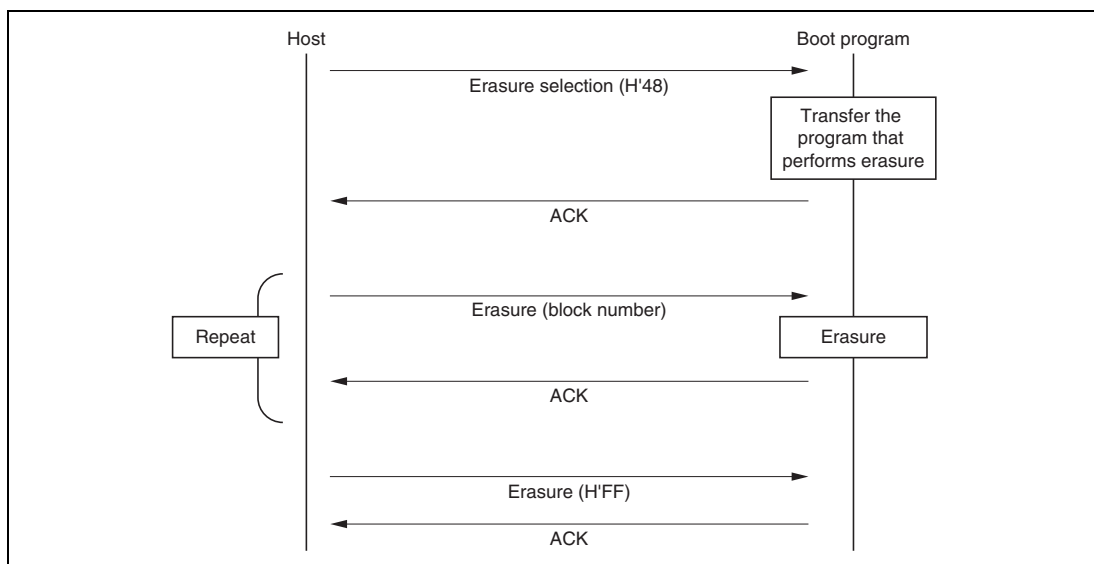 Host
Boot program
Erasure selection (H'48)
Transfer the
program that
performs erasure
ACK
Erasure (block number)
Repeat
Erasure
ACK
Erasure (H'FF)
ACK